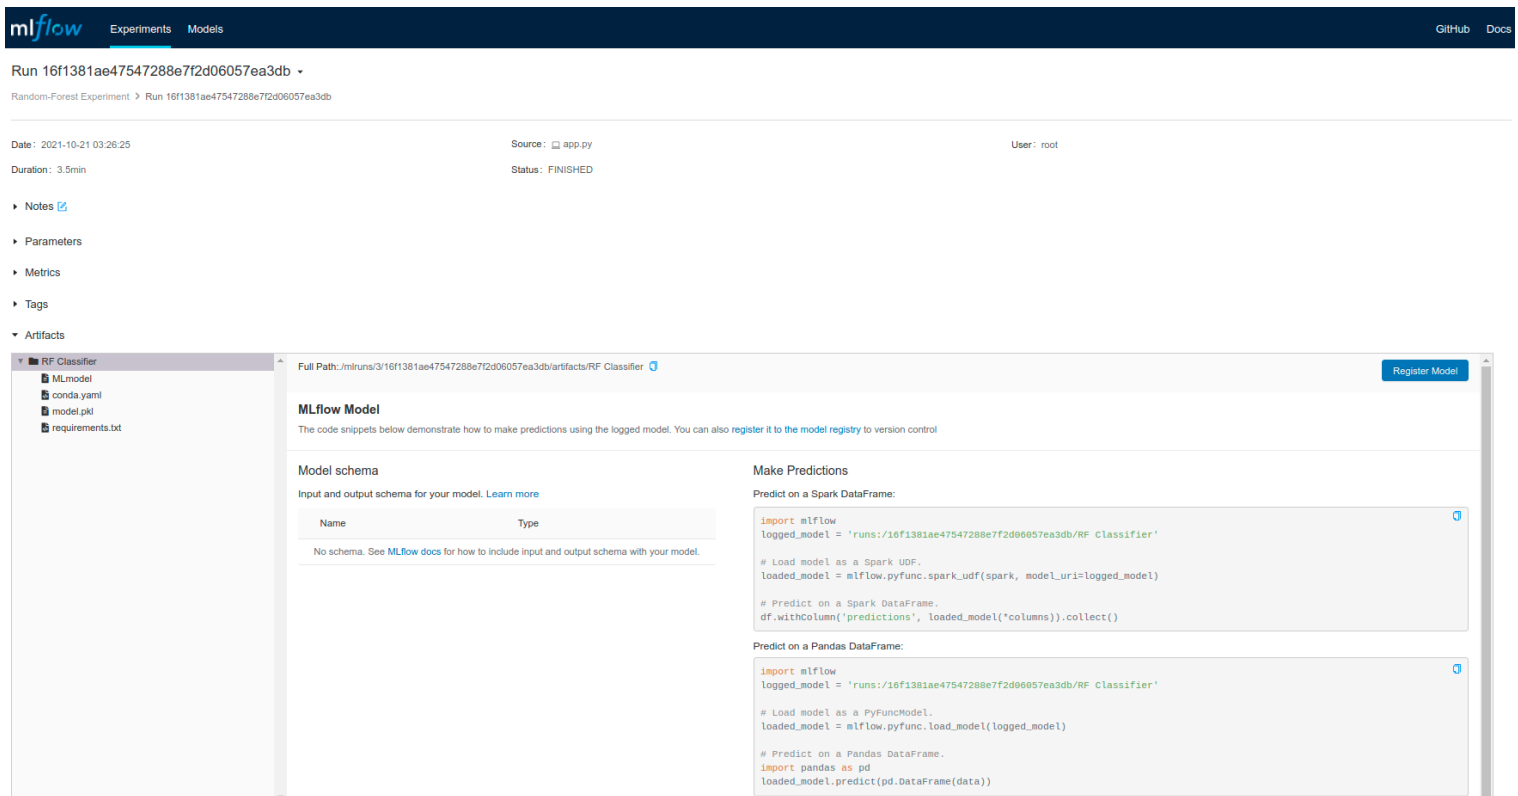 mlflow Experiments Models GitHub Docs
Run 16f1381ae47547288e7f2d06057ea3db
Random-Forest Experiment > Run 16f1381ae47547288e7f2d06057ea3db
Date: 2021-10-21 03:26:25 Source: app.py User: root
Duration: 3.5min Status: FINISHED
Notes
Parameters
Metrics
Tags
Artifacts
RF Classifier
MLmodel
conda.yaml
model.pkl
requirements.txt
Full Path:./mlruns/3/16f1381ae47547288e7f2d06057ea3db/artifacts/RF Classifier
Register Model
MLflow Model
The code snippets below demonstrate how to make predictions using the logged model. You can also register it to the model registry to version control
Model schema
Input and output schema for your model. Learn more
Name Type
No schema. See MLflow docs for how to include input and output schema with your model.
Make Predictions
Predict on a Spark DataFrame:
import mlflow
logged_model = 'runs:/16f1381ae47547288e7f2d06057ea3db/RF Classifier'
# Load model as a Spark UDF.
loaded_model = mlflow.pyfunc.spark_udf(spark, model_uri=logged_model)
# Predict on a Spark DataFrame.
df.withColumn('predictions', loaded_model(*columns)).collect()
Predict on a Pandas DataFrame:
import mlflow
logged_model = 'runs:/16f1381ae47547288e7f2d06057ea3db/RF Classifier'
# Load model as a PyFuncModel.
loaded_model = mlflow.pyfunc.load_model(logged_model)
# Predict on a Pandas DataFrame.
import pandas as pd
loaded_model.predict(pd.DataFrame(data))